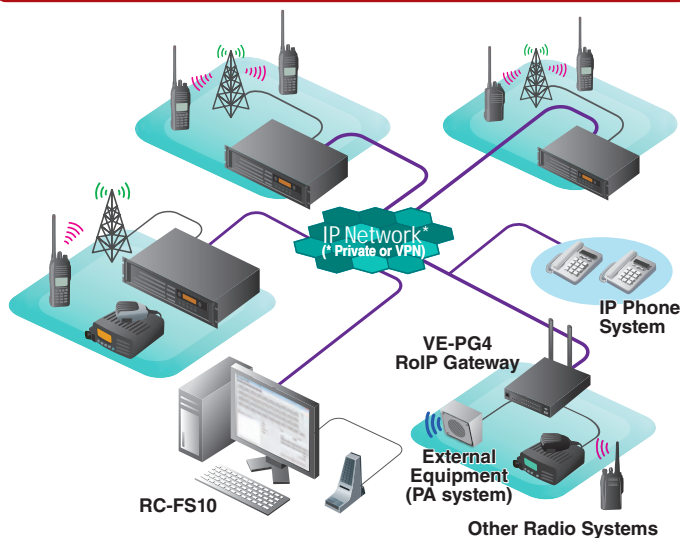 IP Network*
(* Private or VPN)
IP Phone
System
VE-PG4
RoIP Gateway
External
Equipment
(PA system)
RC-FS10
Other Radio Systems